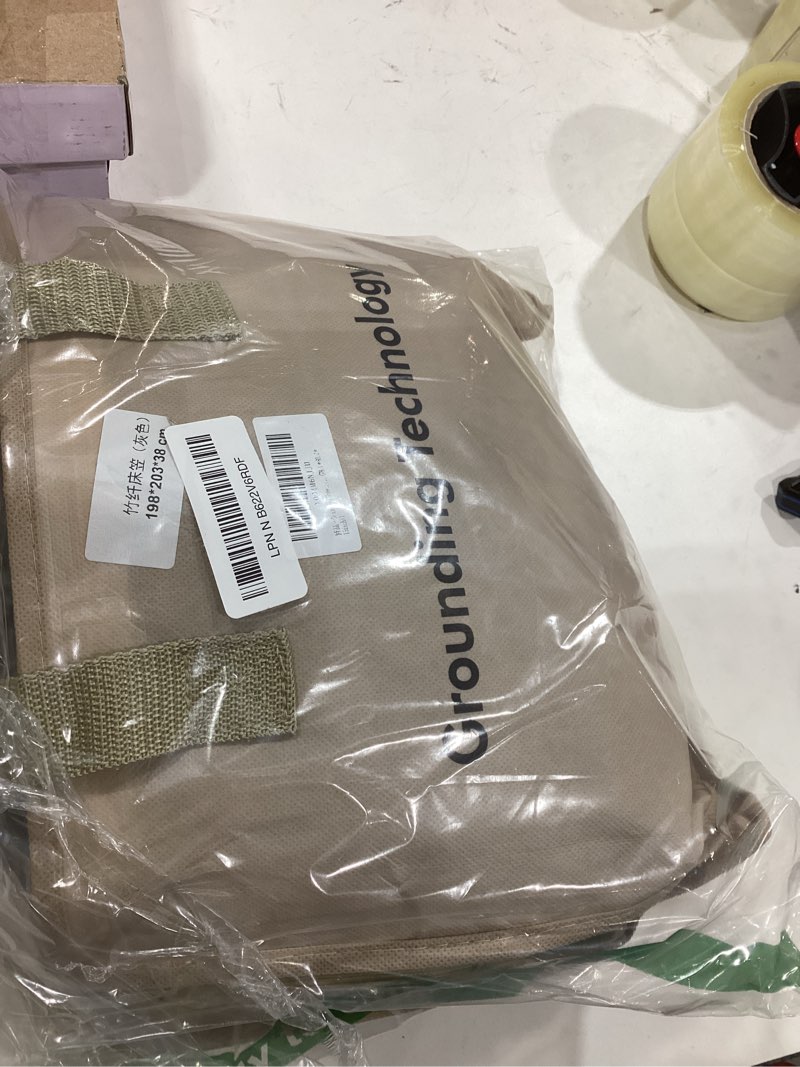 Grounding Technology
竹纤床笠（灰色）
198*203*38 cm
LPN N B622V6RDF